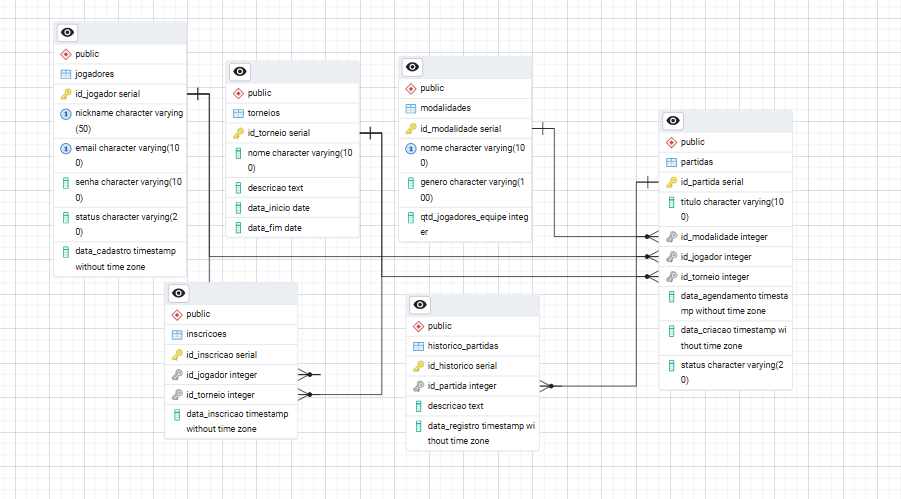 public
jogadores
id_jogador serial
nickname character varying
(50)
email character varying(10
0)
senha character varying(10
0)
status character varying(2
0)
data_cadastro timestamp
without time zone
public
torneios
id_torneio serial
nome character varying(10
0)
descricao text
data_inicio date
data_fim date
public
modalidades
id_modalidade serial
nome character varying(10
0)
genero character varying(1
00)
qtd_jogadores_equipe integ
er
public
partidas
id_partida serial
titulo character varying(10
0)
id_modalidade integer
id_jogador integer
id_torneio integer
data_agendamento timesta
mp without time zone
data_criacao timestamp wi
thout time zone
status character varying(2
0)
public
inscricoes
id_inscricao serial
id_jogador integer
id_torneio integer
data_inscricao timestamp
without time zone
public
historico_partidas
id_historico serial
id_partida integer
descricao text
data_registro timestamp wi
thout time zone